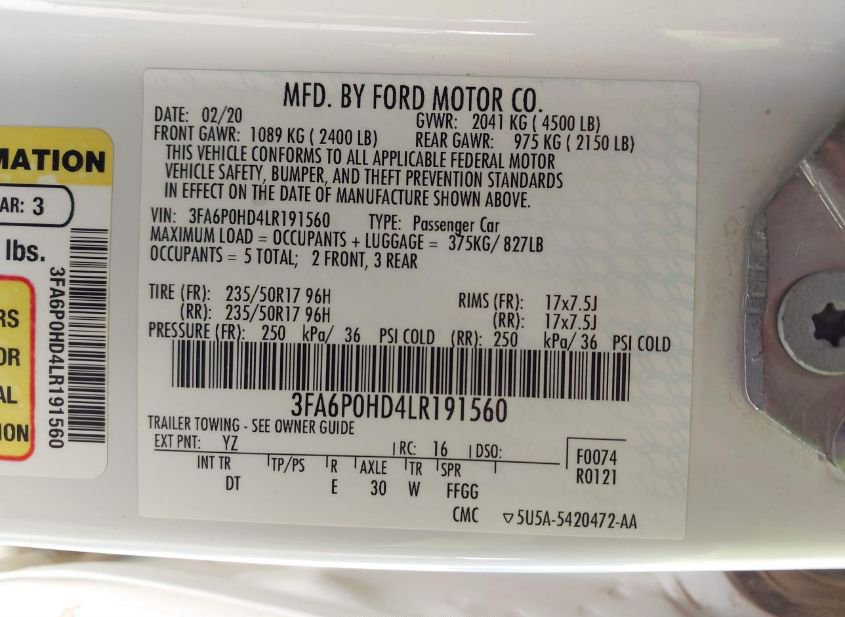 MFD. BY FORD MOTOR CO.
DATE: 02/20 GVWR: 2041 KG ( 4500 LB)
FRONT GAWR: 1089 KG ( 2400 LB) REAR GAWR: 975 KG ( 2150 LB)
THIS VEHICLE CONFORMS TO ALL APPLICABLE FEDERAL MOTOR
VEHICLE SAFETY, BUMPER, AND THEFT PREVENTION STANDARDS
IN EFFECT ON THE DATE OF MANUFACTURE SHOWN ABOVE.
VIN: 3FA6P0HD4LR191560 TYPE: Passenger Car
MAXIMUM LOAD = OCCUPANTS + LUGGAGE = 375KG/ 827LB
OCCUPANTS = 5 TOTAL; 2 FRONT, 3 REAR
TIRE (FR): 235/50R17 96H RIMS (FR): 17x7.5J
(RR): 235/50R17 96H (RR): 17x7.5J
PRESSURE (FR): 250 kPa/ 36 PSI COLD (RR): 250 kPa/ 36 PSI COLD
3FA6P0HD4LR191560
TRAILER TOWING - SEE OWNER GUIDE
EXT PNT: YZ RC: 16 DSO: F0074
R0121
INT TR TP/PS R AXLE TR SPR
DT E 30 W FFGG
CMC ▽5U5A-5420472-AA
MATION
AR: 3
lbs.
RS
OR
AL
ION
3FA6P0HD4LR191560